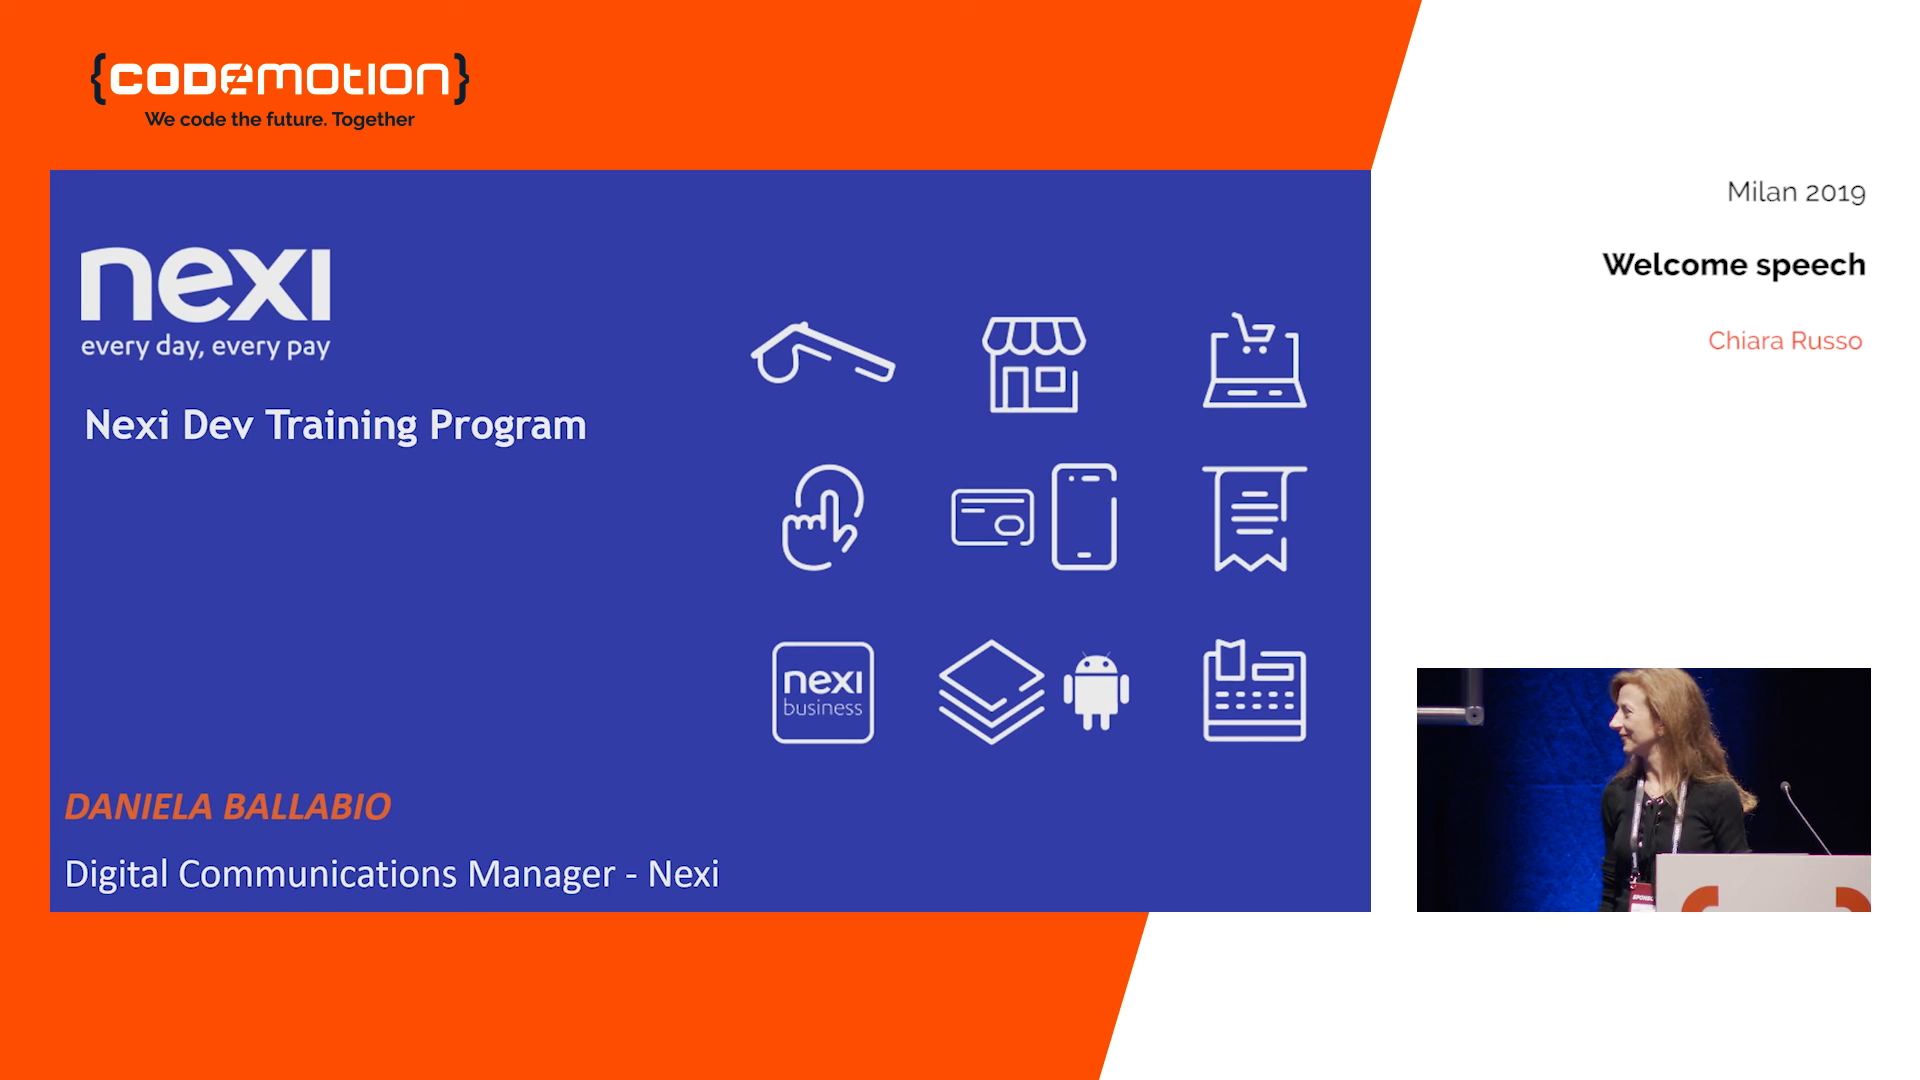 {CODEMOTION}
We code the future. Together
nexi
every day, every pay
Nexi Dev Training Program
nexi
business
DANIELA BALLABIO
Digital Communications Manager - Nexi
Milan 2019
Welcome speech
Chiara Russo